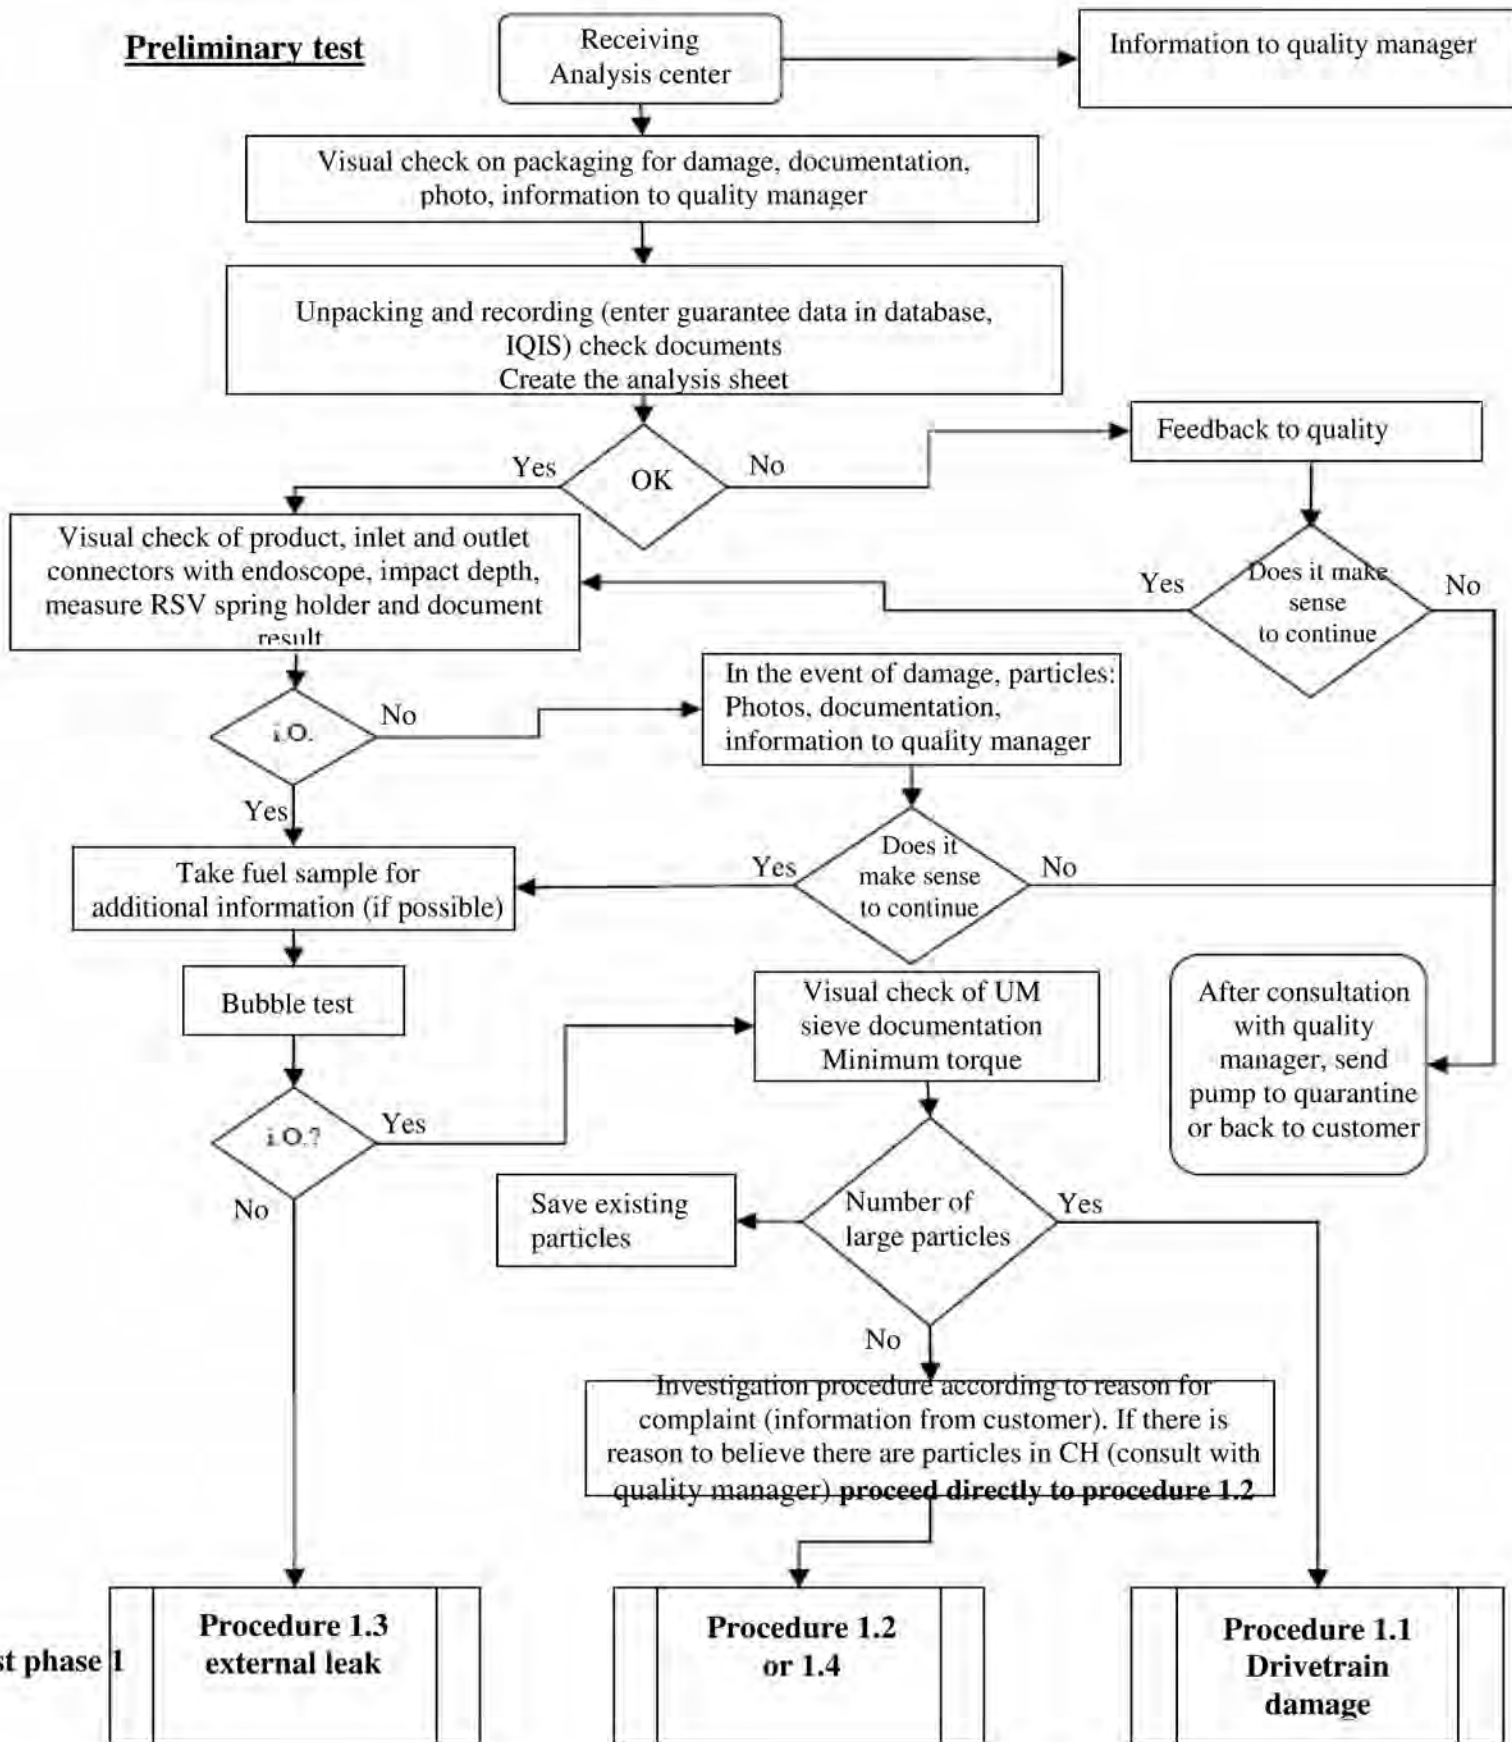 Preliminary test
Receiving
Analysis center
Information to quality manager
Visual check on packaging for damage, documentation,
photo, information to quality manager
Unpacking and recording (enter guarantee data in database,
IQIS) check documents
Create the analysis sheet
Yes
OK
No
Feedback to quality
Visual check of product, inlet and outlet
connectors with endoscope, impact depth,
measure RSV spring holder and document
result
Yes
Does it make
sense
to continue
No
i.O.
No
In the event of damage, particles:
Photos, documentation,
information to quality manager
Yes
Take fuel sample for
additional information (if possible)
Yes
Does it
make sense
to continue
No
Bubble test
Visual check of UM
sieve documentation
Minimum torque
After consultation
with quality
manager, send
pump to quarantine
or back to customer
i.O.?
Yes
No
Save existing
particles
Number of
large particles
Yes
No
Investigation procedure according to reason for
complaint (information from customer). If there is
reason to believe there are particles in CH (consult with
quality manager) proceed directly to procedure 1.2
st phase 1
Procedure 1.3
external leak
Procedure 1.2
or 1.4
Procedure 1.1
Drivetrain
damage